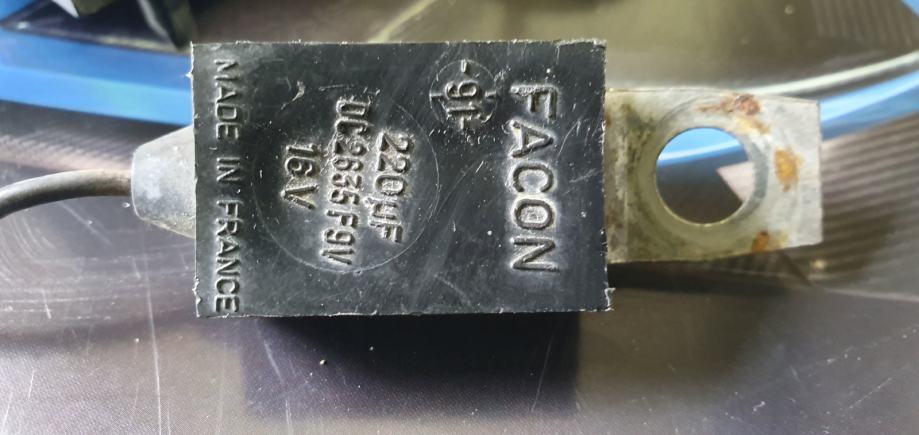 FACON
-91-
220µF
DC2635F9V
16V
MADE IN FRANCE